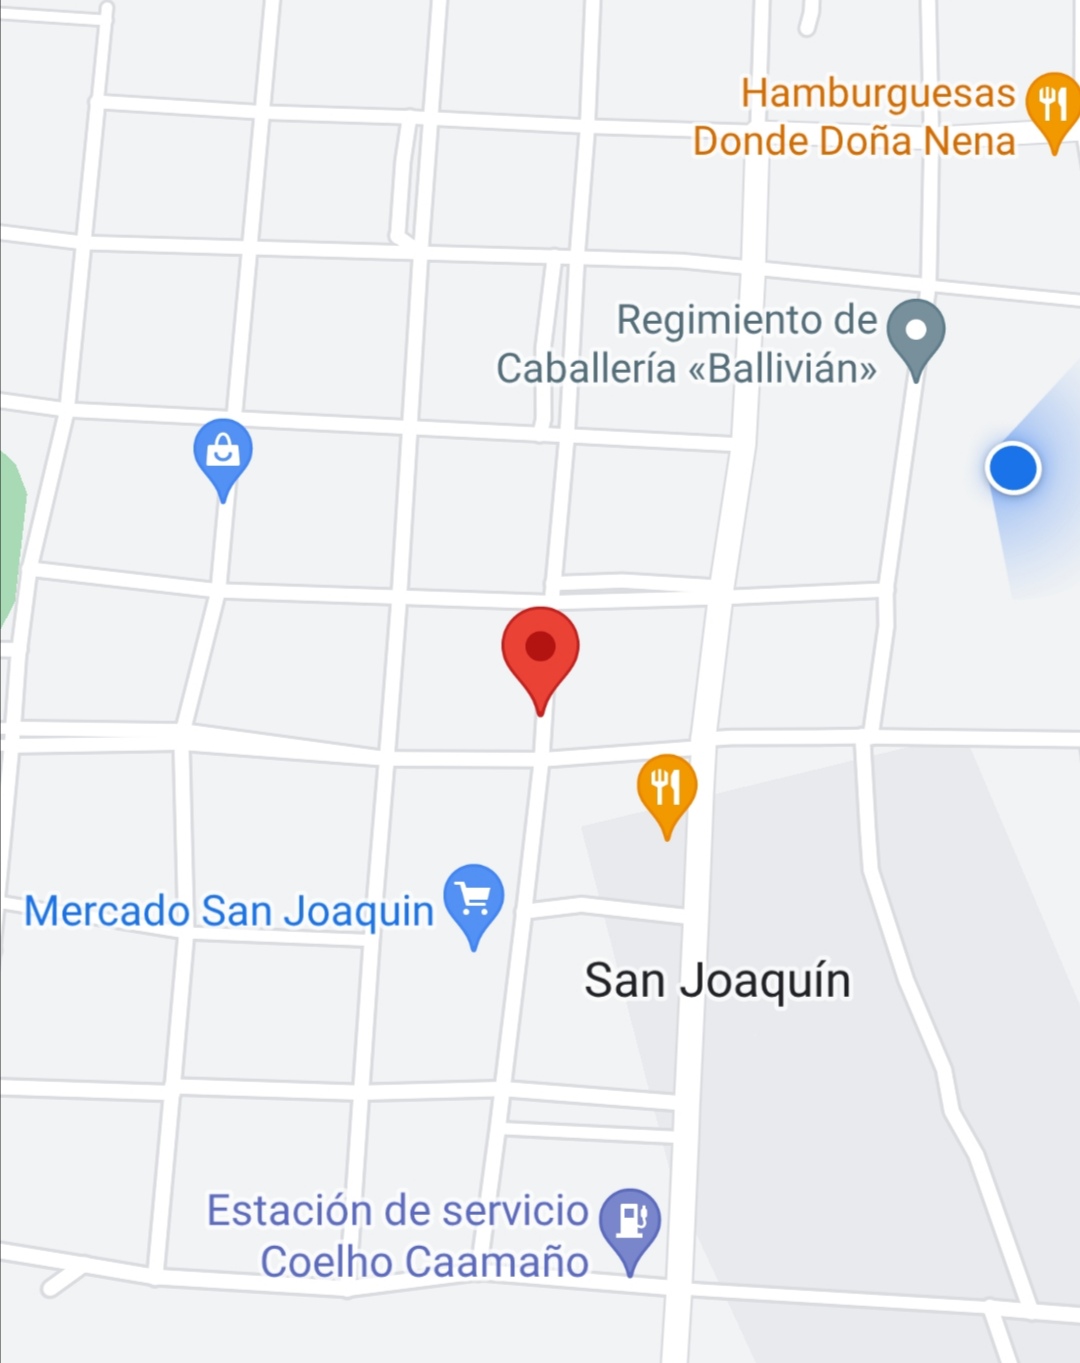 Hamburguesas
Donde Doña Nena
Regimiento de
Caballería «Ballivián»
Mercado San Joaquin
San Joaquín
Estación de servicio
Coelho Caamaño